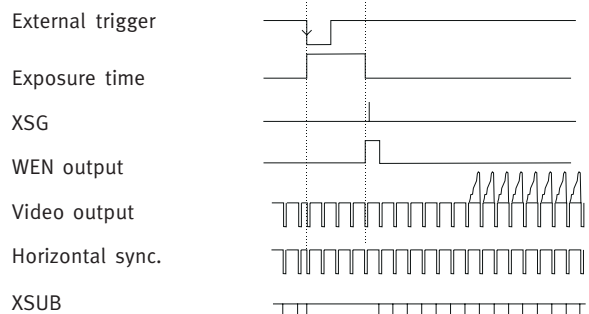 External trigger
Exposure time
XSG
WEN output
Video output
Horizontal sync.
XSUB